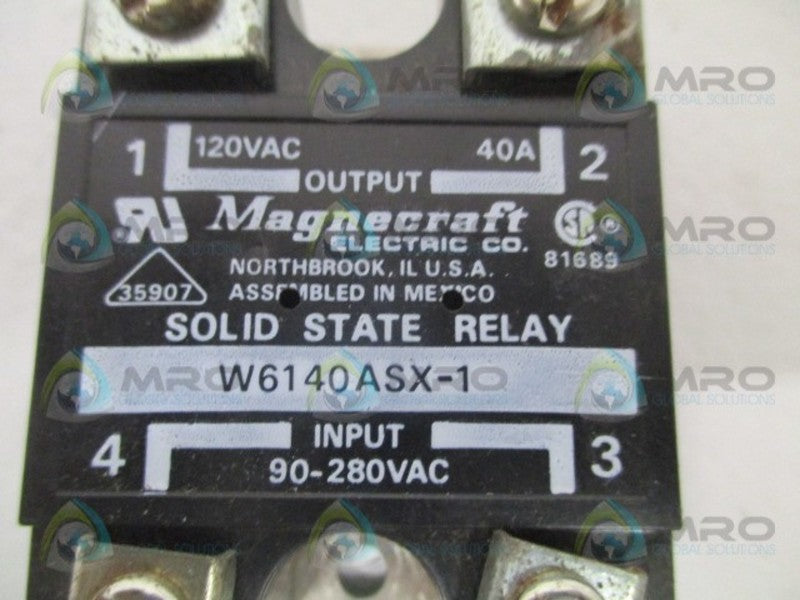 1 120VAC 40A 2
OUTPUT
Magnecraft
ELECTRIC CO.
NORTHBROOK, IL U.S.A.
81689
35907 ASSEMBLED IN MEXICO
SOLID STATE RELAY
W6140ASX-1
4 INPUT 3
90-280VAC
MRO
GLOBAL SOLUTIONS